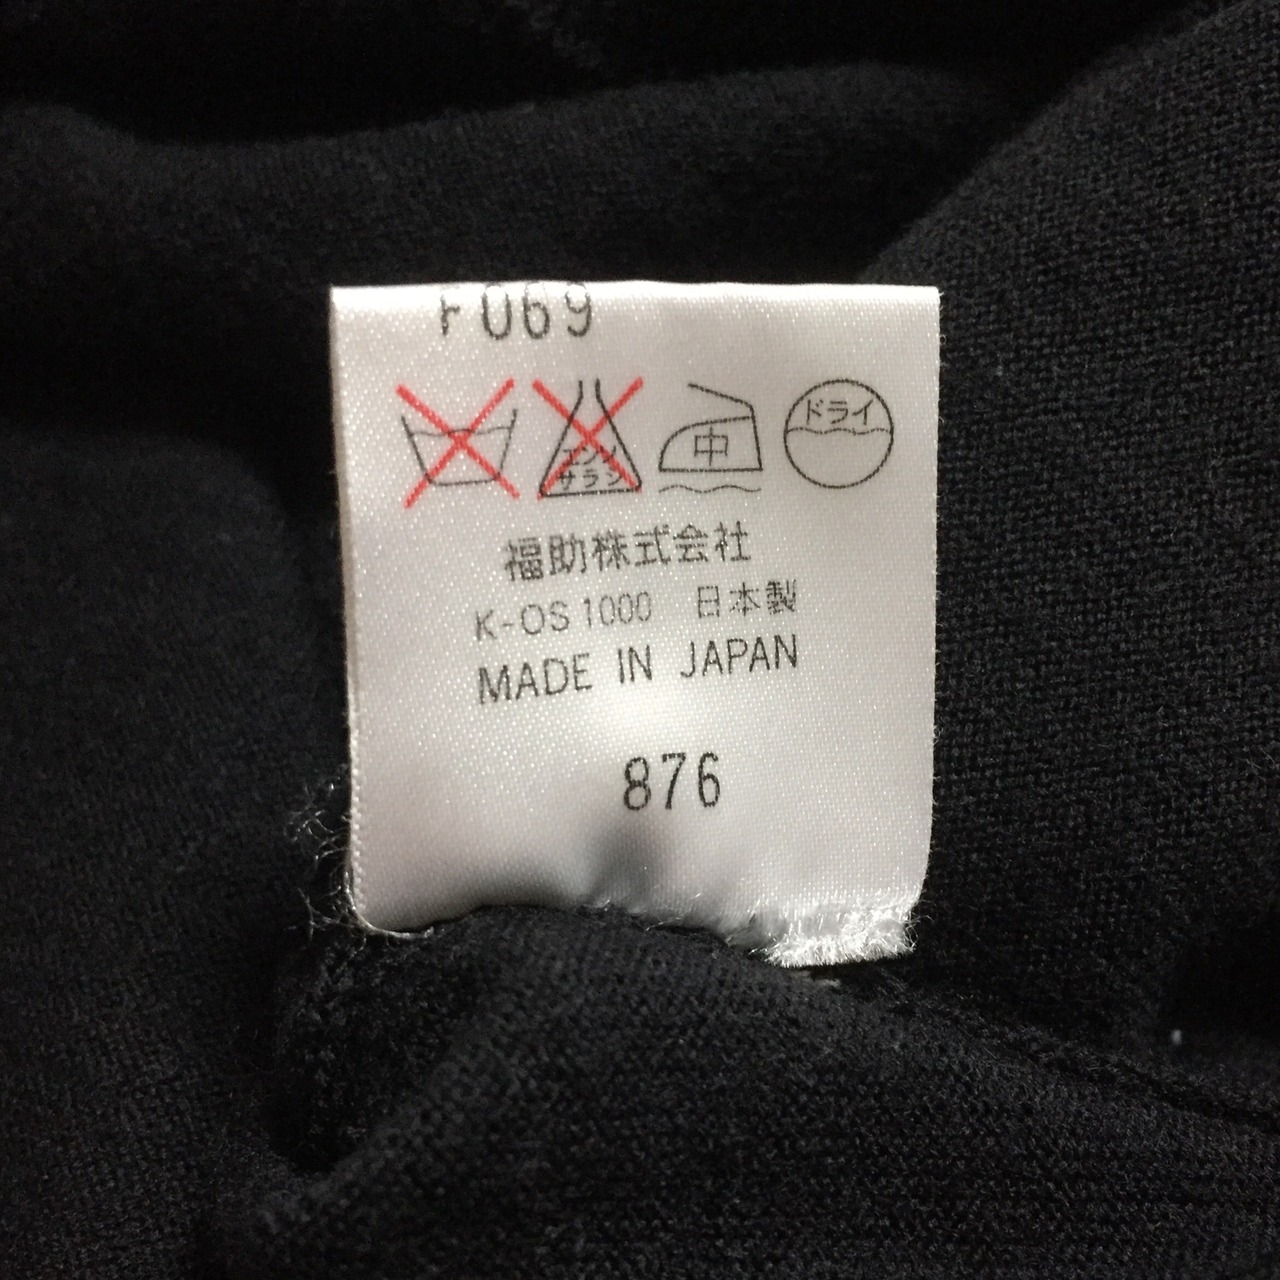 F069
エンソ
サラシ
中
ドライ
福助株式会社
K-OS 1000 日本製
MADE IN JAPAN
876